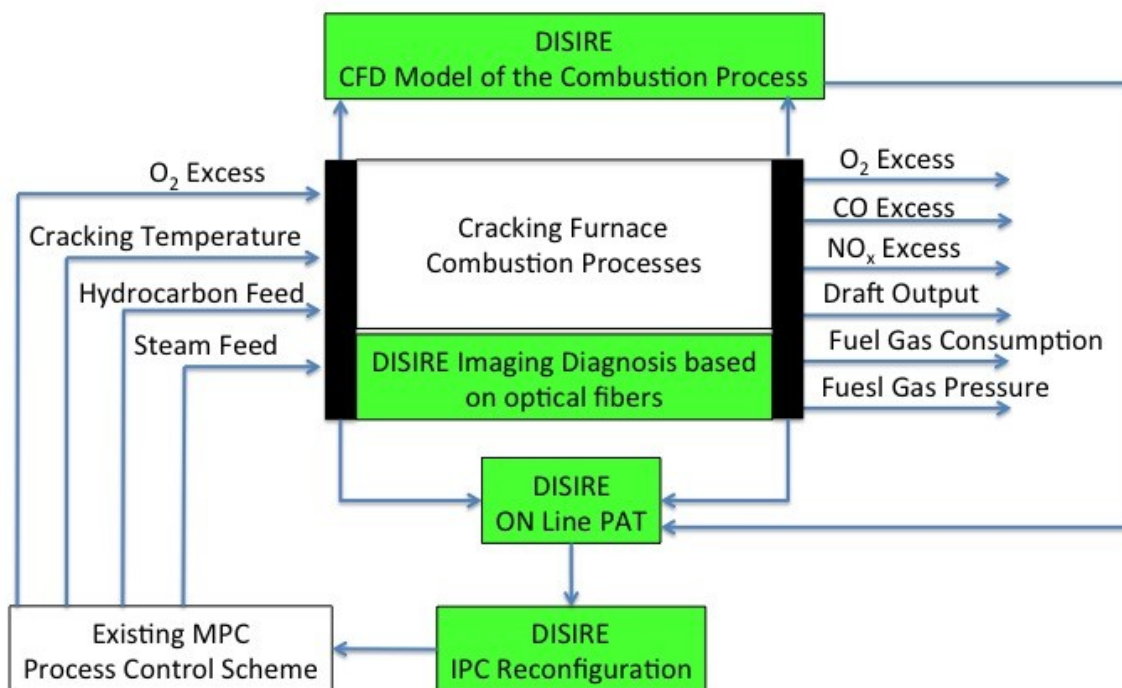 DISIRE
CFD Model of the Combustion Process
O₂ Excess
Cracking Temperature
Hydrocarbon Feed
Steam Feed
Cracking Furnace
Combustion Processes
DISIRE Imaging Diagnosis based
on optical fibers
O₂ Excess
CO Excess
NOₓ Excess
Draft Output
Fuel Gas Consumption
Fuesl Gas Pressure
DISIRE
ON Line PAT
Existing MPC
Process Control Scheme
DISIRE
IPC Reconfiguration